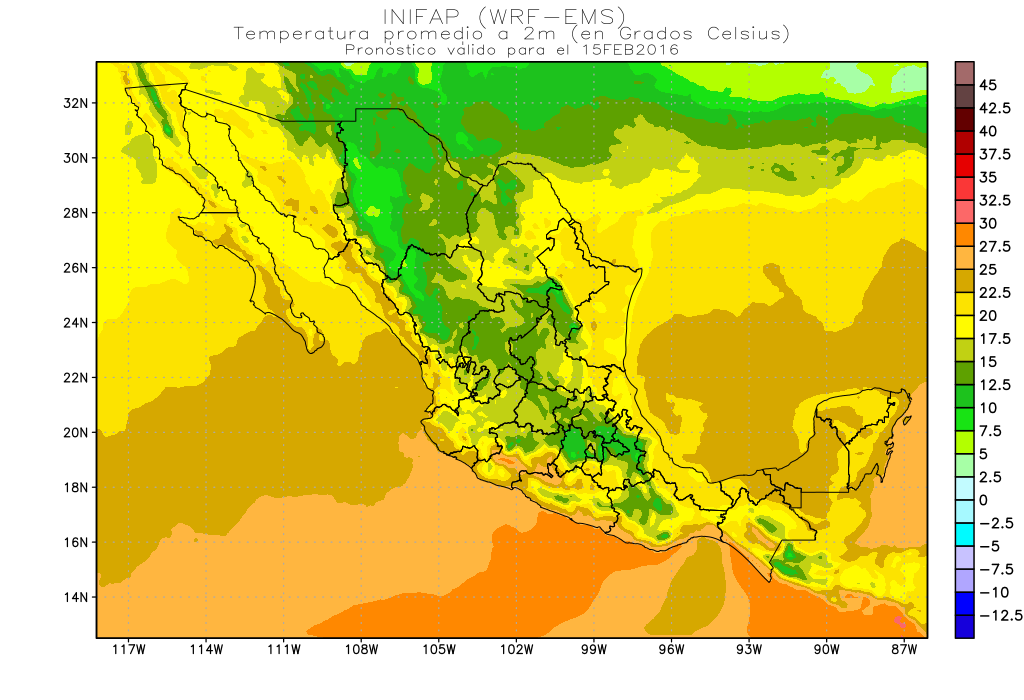 INIFAP (WRF-EMS)
Temperatura promedio a 2m (en Grados Celsius)
Pronóstico válido para el 15FEB2016
32N
30N
28N
26N
24N
22N
20N
18N
16N
14N
117W 114W 111W 108W 105W 102W 99W 96W 93W 90W 87W
45
42.5
40
37.5
35
32.5
30
27.5
25
22.5
20
17.5
15
12.5
10
7.5
5
2.5
0
-2.5
-5
-7.5
-10
-12.5